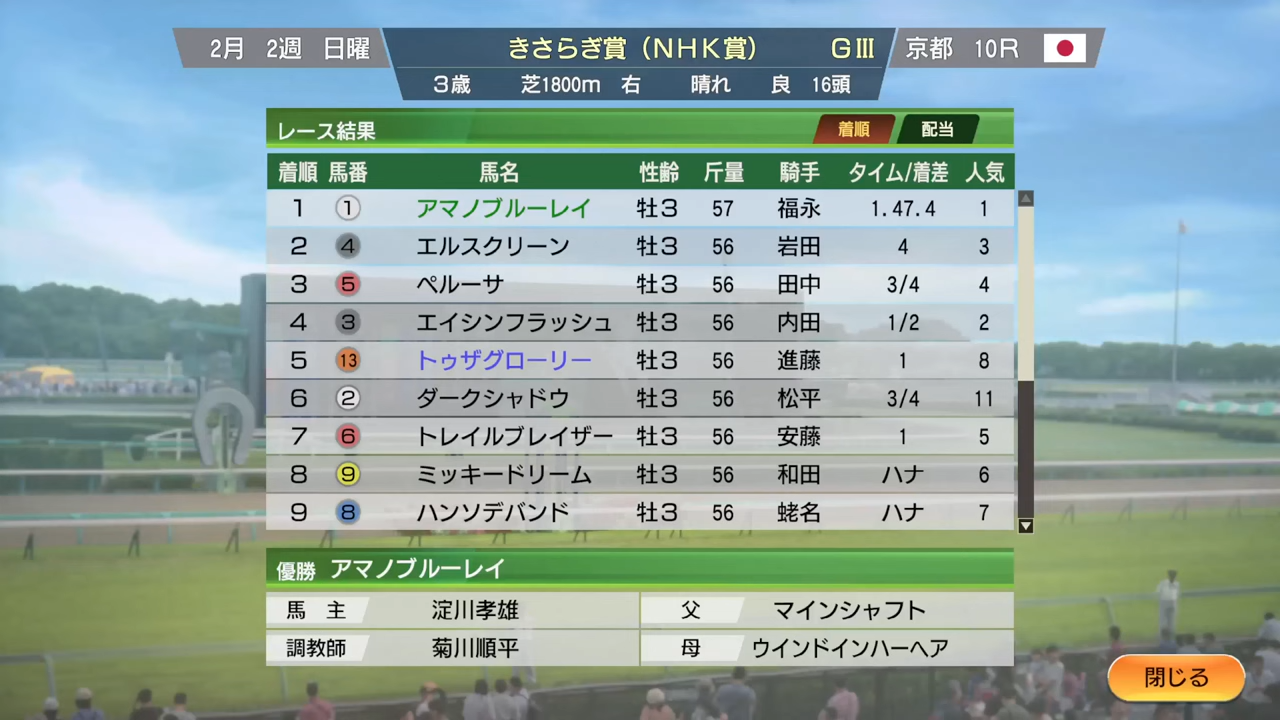 2月 2週 日曜 きさらぎ賞(NHK賞) GⅢ 京都 10R
3歳 芝1800m 右 晴れ 良 16頭
レース結果 着順 配当
着順 馬番 馬名 性齢 斤量 騎手 タイム/着差 人気
1 1 アマノブルーレイ 牡3 57 福永 1.47.4 1
2 4 エルスクリーン 牡3 56 岩田 4 3
3 5 ペルーサ 牡3 56 田中 3/4 4
4 3 エイシンフラッシュ 牡3 56 内田 1/2 2
5 13 トゥザグローリー 牡3 56 進藤 1 8
6 2 ダークシャドウ 牡3 56 松平 3/4 11
7 6 トレイルブレイザー 牡3 56 安藤 1 5
8 9 ミッキードリーム 牡3 56 和田 ハナ 6
9 8 ハンソデバンド 牡3 56 蛯名 ハナ 7
優勝 アマノブルーレイ
馬主 淀川孝雄 父 マインシャフト
調教師 菊川順平 母 ウインドインハーヘア
閉じる